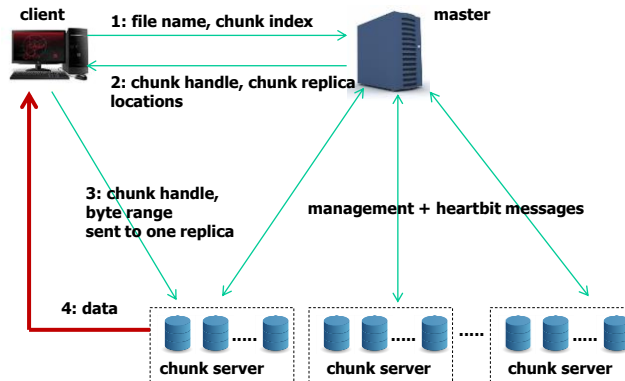 client
master
1: file name, chunk index
2: chunk handle, chunk replica
locations
3: chunk handle,
byte range
sent to one replica
management + heartbit messages
4: data
.....
.....
.....
.....
chunk server
chunk server
chunk server